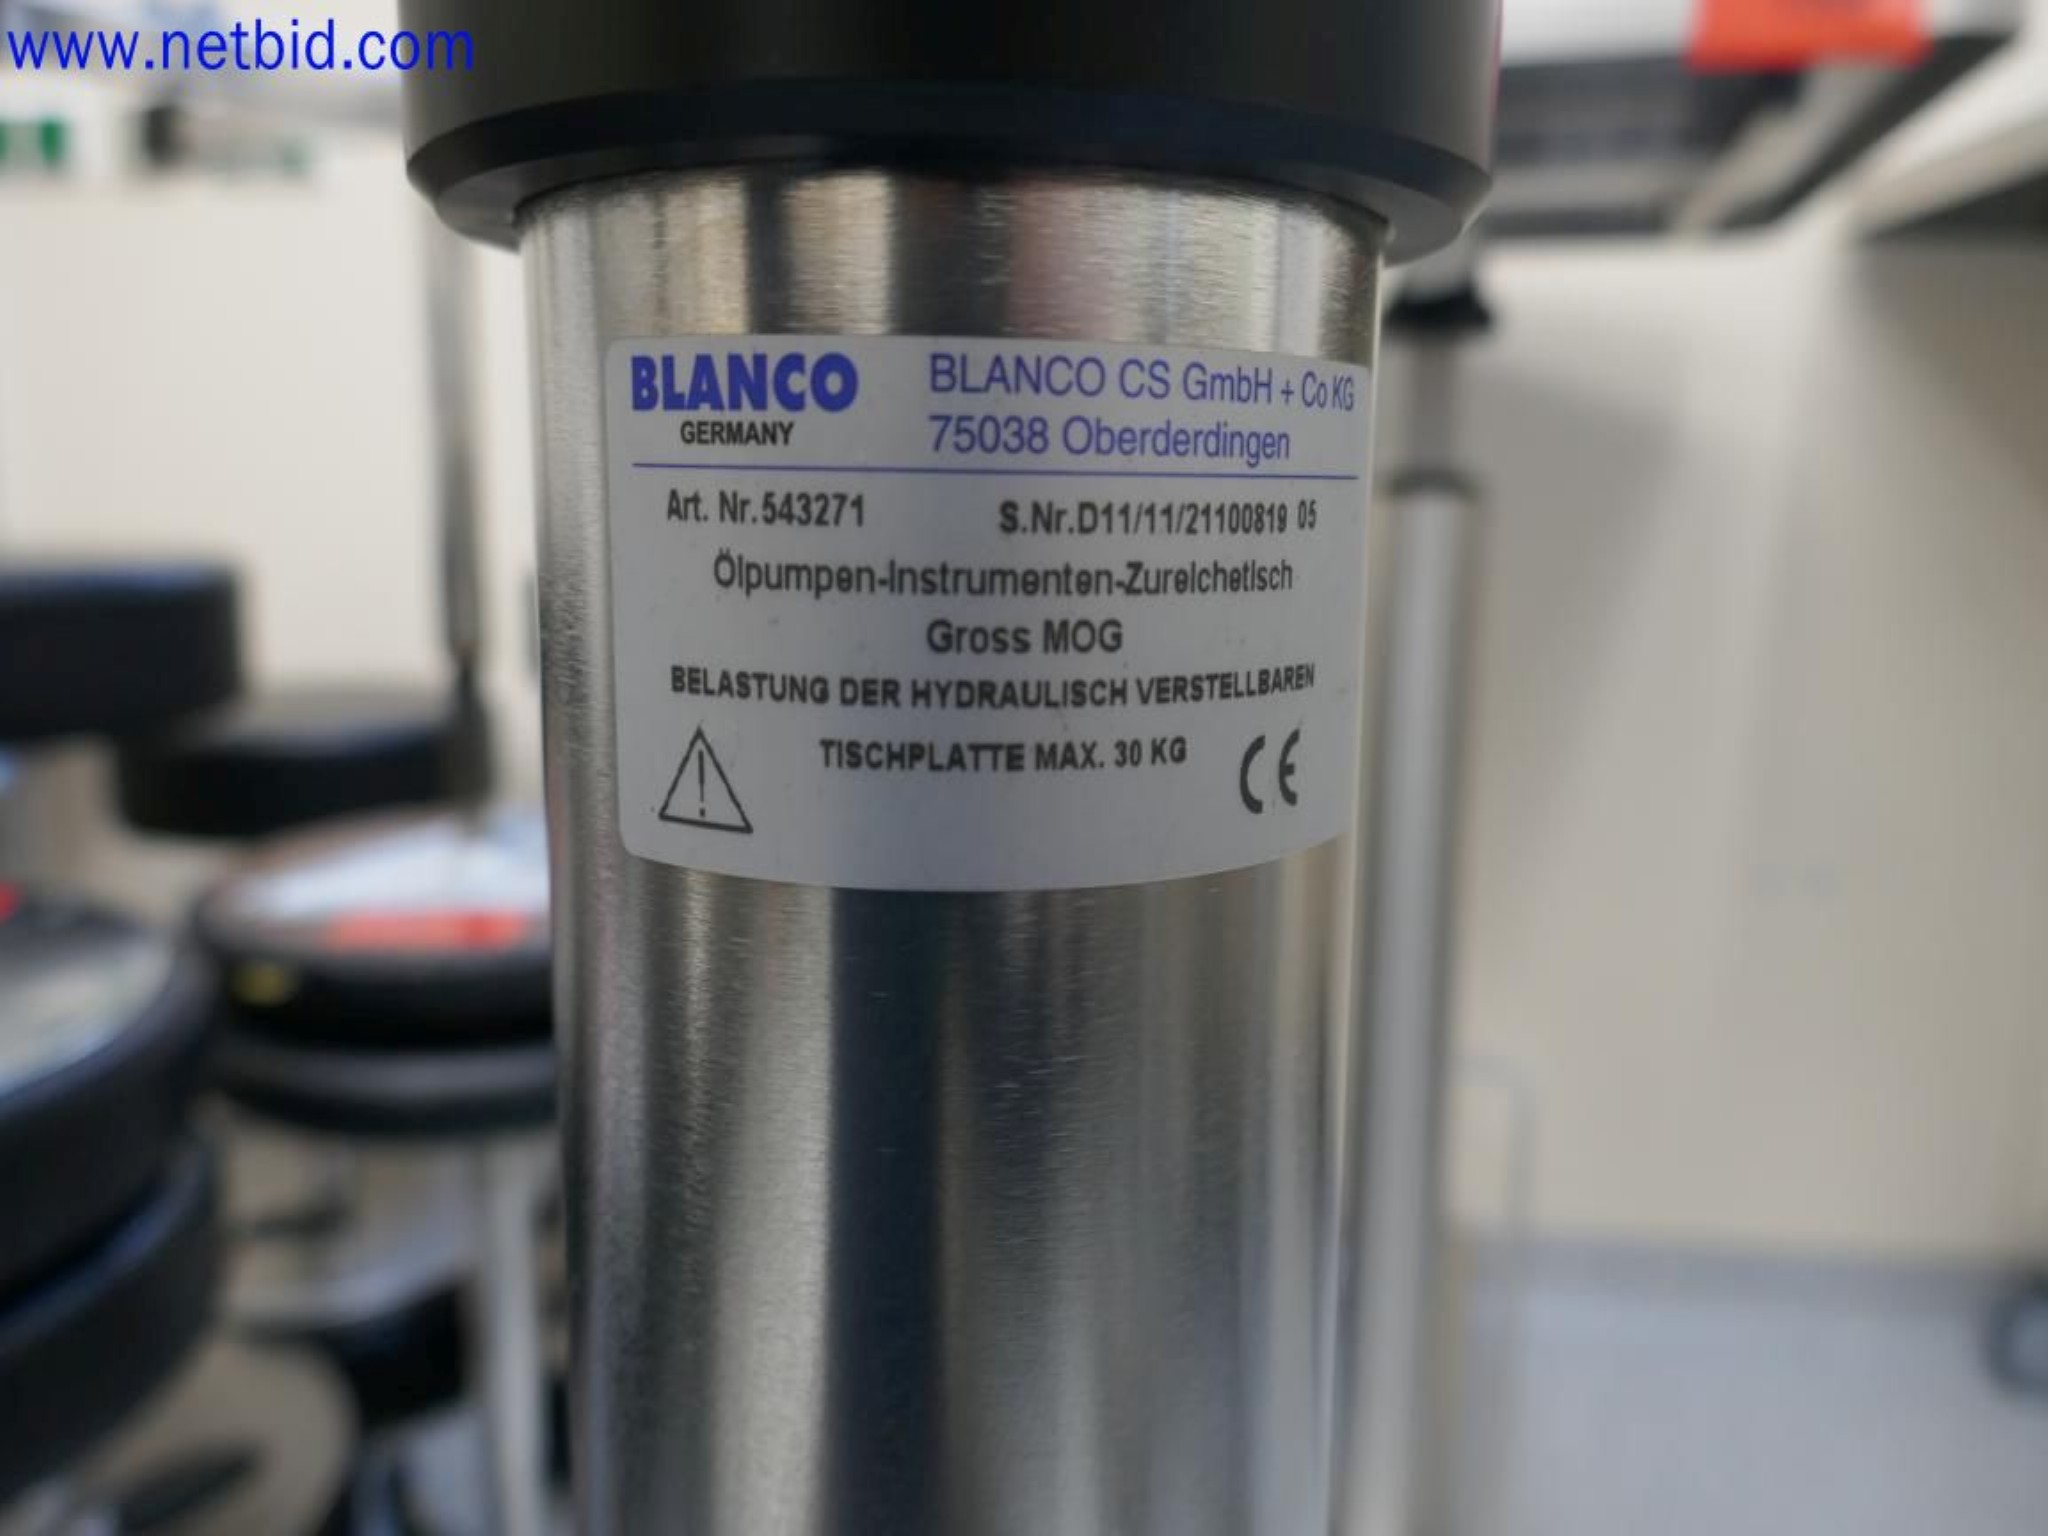 www.netbid.com
BLANCO
GERMANY
BLANCO CS GmbH + Co KG
75038 Oberderdingen
Art. Nr.543271
S.Nr.D11/11/21100819 05
Ölpumpen-Instrumenten-Zureichetisch
Gross MOG
BELASTUNG DER HYDRAULISCH VERSTELLBAREN
TISCHPLATTE MAX. 30 KG
CE